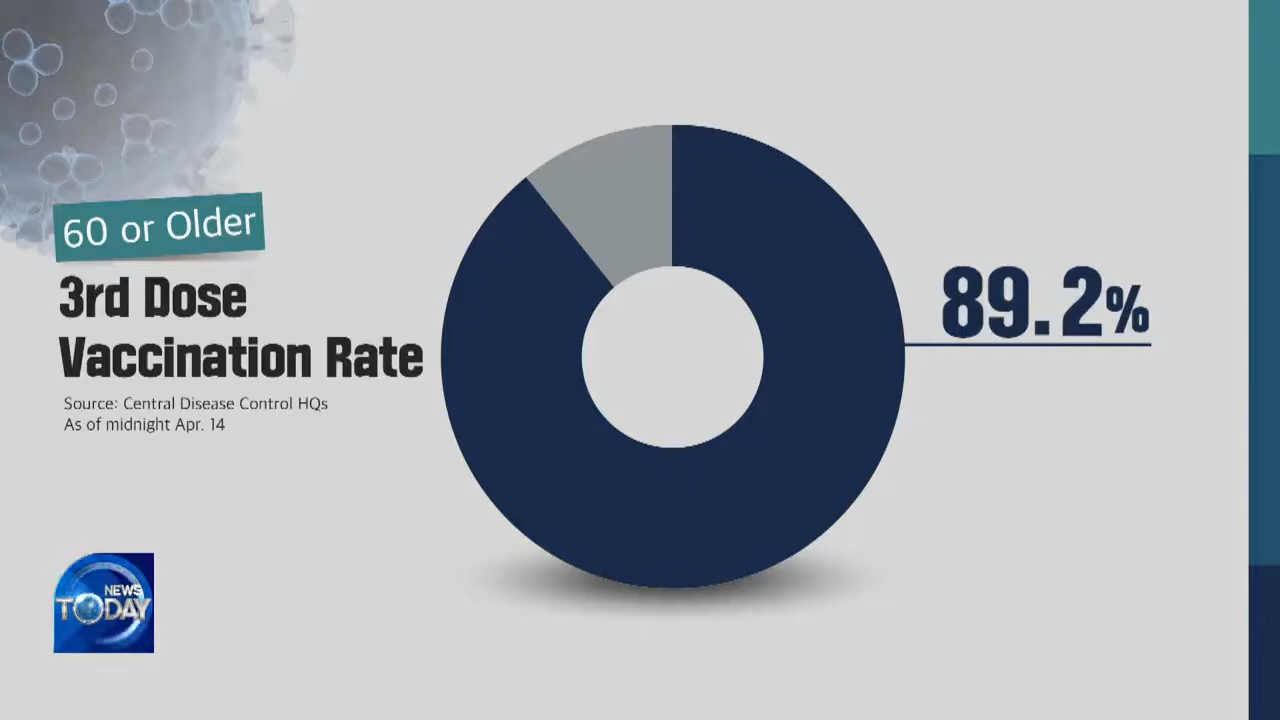 60 or Older
3rd Dose
Vaccination Rate
Source: Central Disease Control HQs
As of midnight Apr. 14
89.2%
NEWS
TODAY